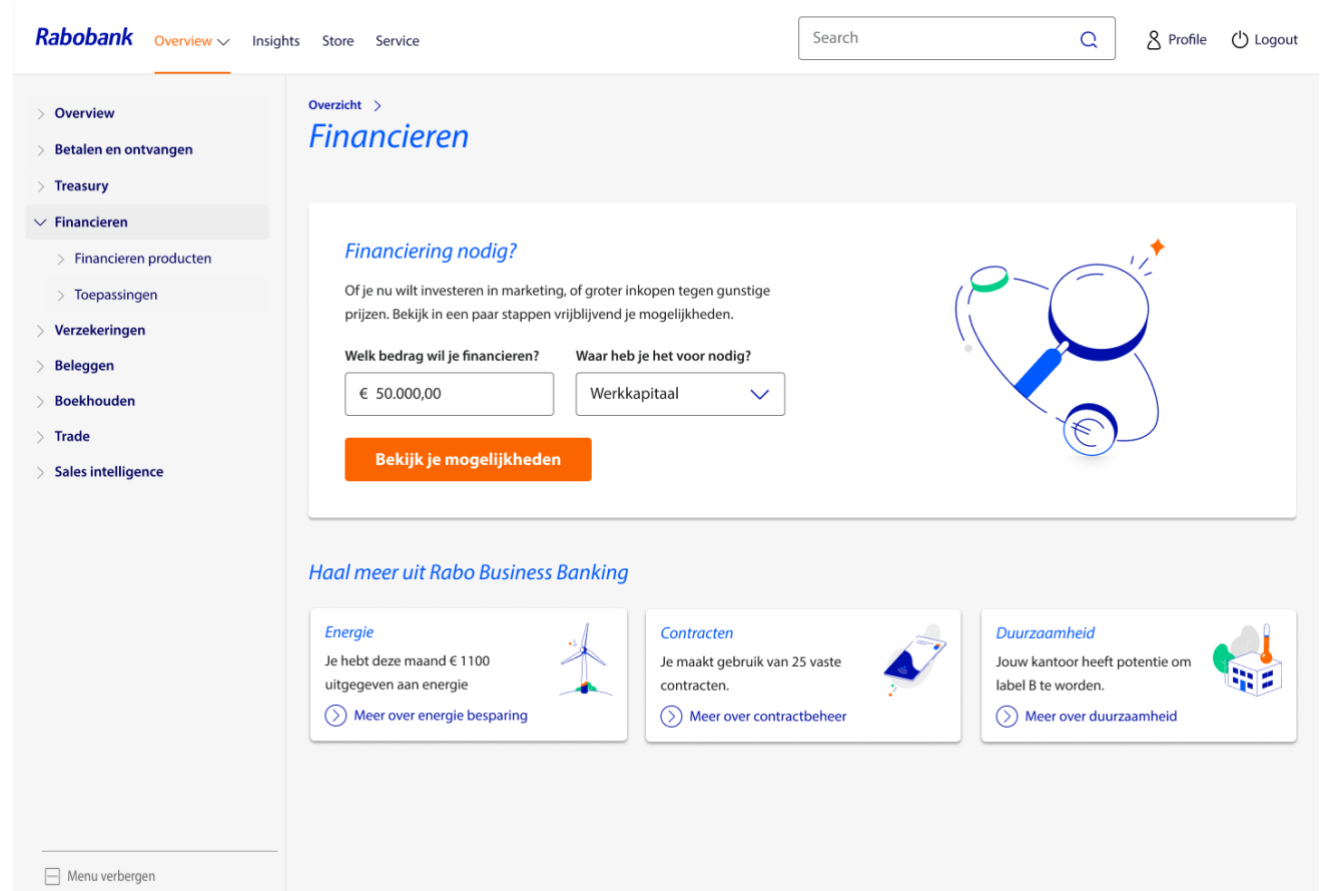 Rabobank Overview Insights Store Service Search Profile Logout
Overview
Betalen en ontvangen
Treasury
Financieren
Financieren producten
Toepassingen
Verzekeringen
Beleggen
Boekhouden
Trade
Sales intelligence
Menu verbergen
Overzicht
Financieren
Financiering nodig?
Of je nu wilt investeren in marketing, of groter inkopen tegen gunstige
prijzen. Bekijk in een paar stappen vrijblijvend je mogelijkheden.
Welk bedrag wil je financieren? Waar heb je het voor nodig?
€ 50.000,00 Werkkapitaal
Bekijk je mogelijkheden
Haal meer uit Rabo Business Banking
Energie
Je hebt deze maand € 1100
uitgegeven aan energie
Meer over energie besparing
Contracten
Je maakt gebruik van 25 vaste
contracten.
Meer over contractbeheer
Duurzaamheid
Jouw kantoor heeft potentie om
label B te worden.
Meer over duurzaamheid